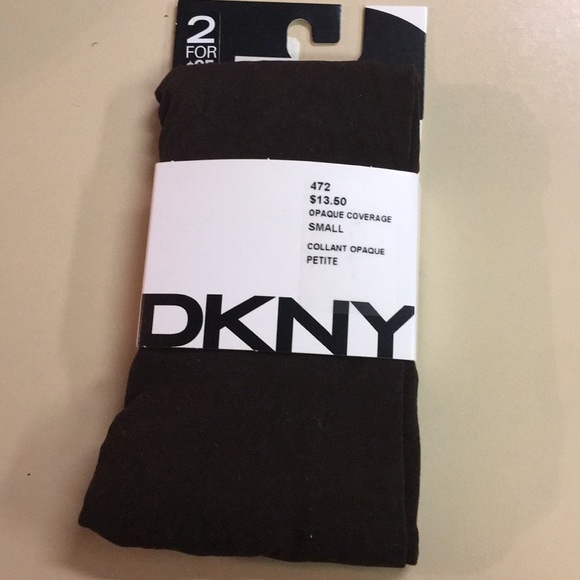 2
FOR
472
$13.50
OPAQUE COVERAGE
SMALL
COLLANT OPAQUE
PETITE
DKNY